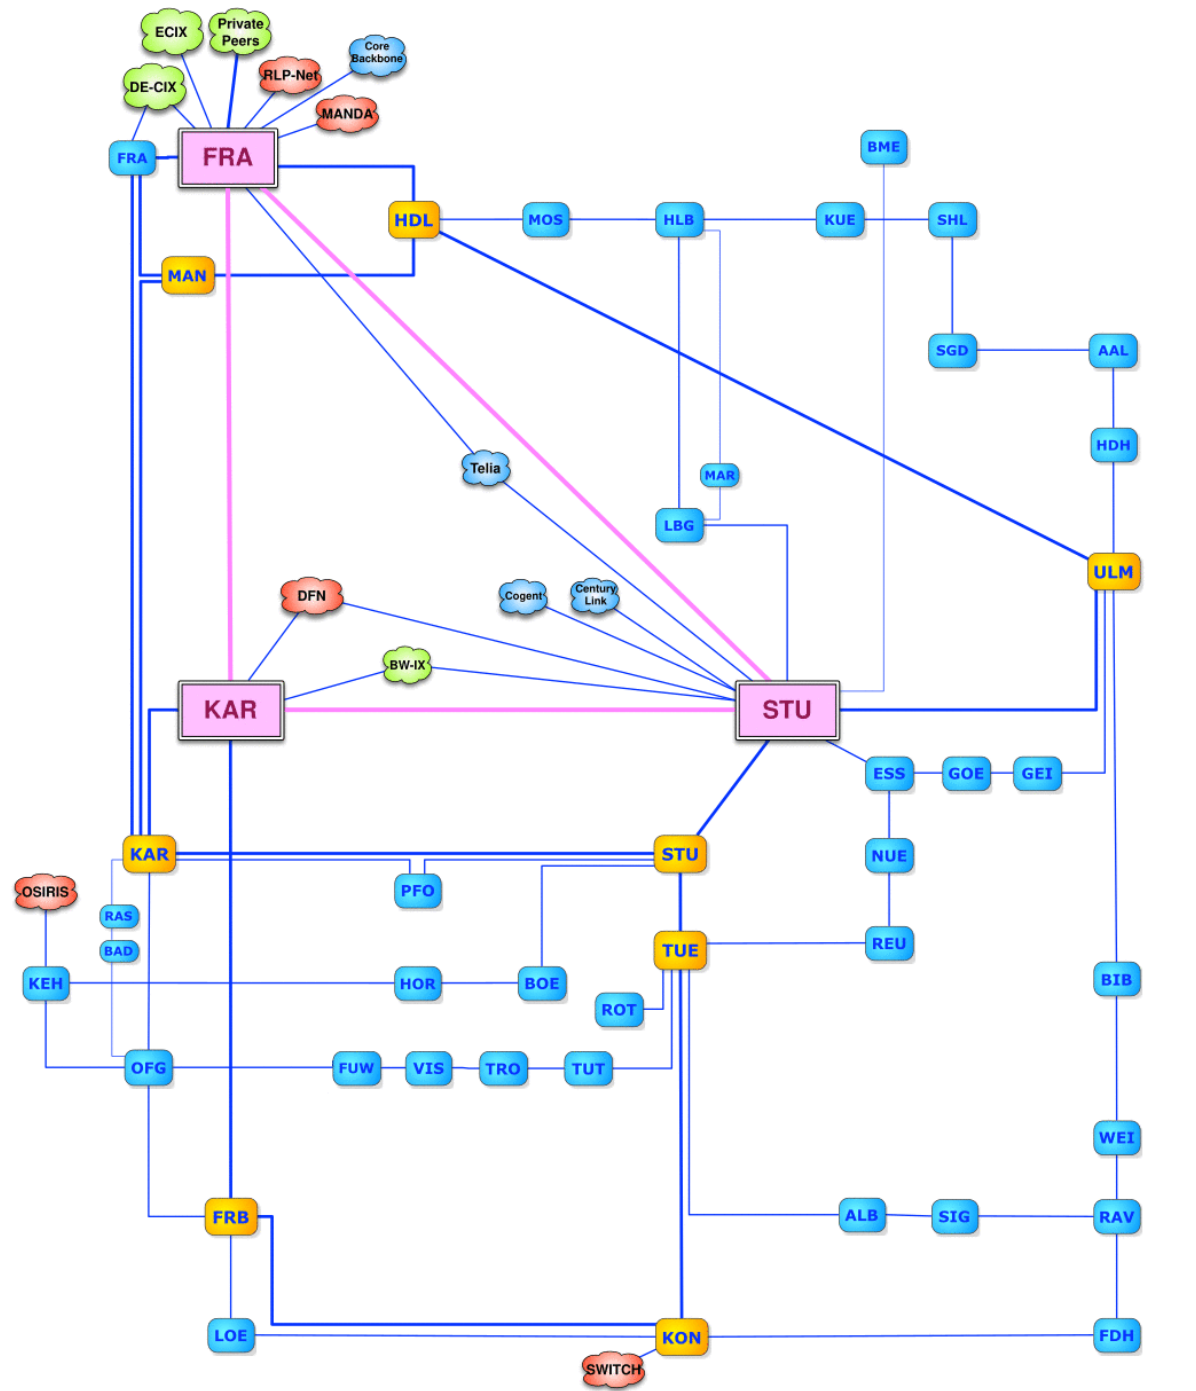 ECIX
Private
Peers
Core
Backbone
RLP-Net
DE-CIX
MANDA
FRA
FRA
BME
HDL
MOS
HLB
KUE
SHL
MAN
SGD
AAL
HDH
Telia
MAR
LBG
ULM
DFN
Cogent
Century
Link
BW-IX
KAR
STU
ESS
GOE
GEI
KAR
STU
NUE
PFO
OSIRIS
RAS
BAD
TUE
REU
KEH
HOR
BOE
BIB
ROT
OFG
FUW
VIS
TRO
TUT
WEI
FRB
ALB
SIG
RAV
LOE
KON
FDH
SWITCH